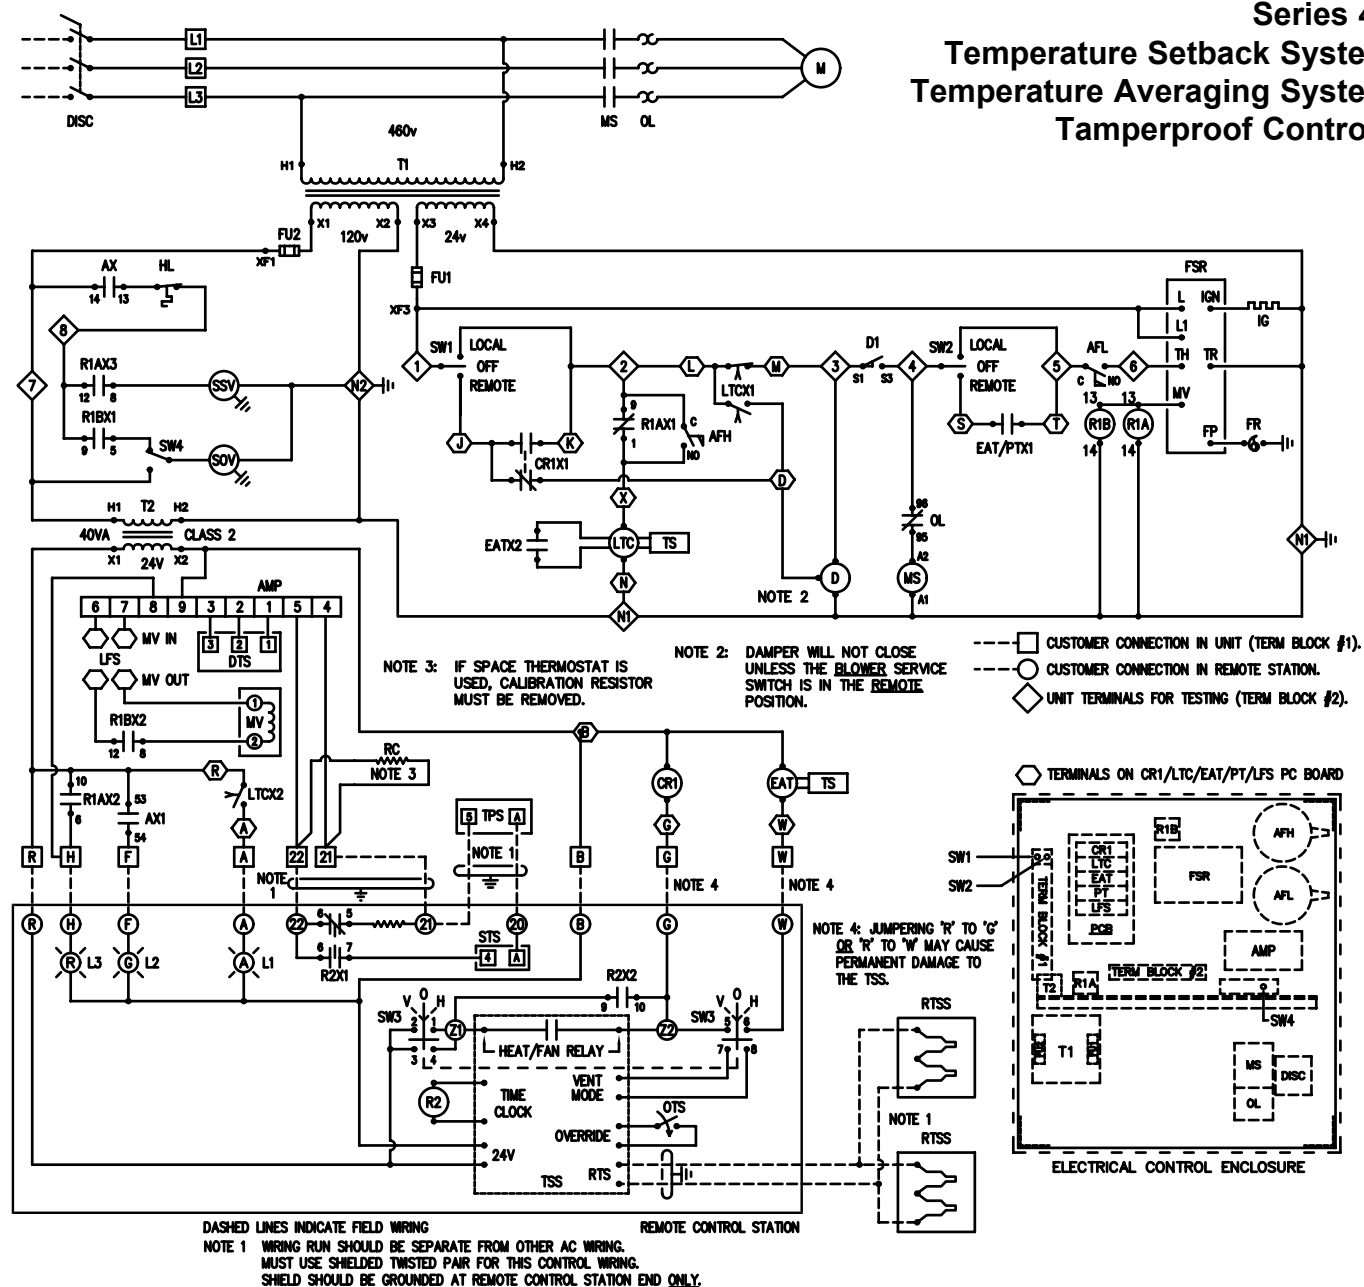 Series 4
Temperature Setback Syste
Temperature Averaging Syste
Tamperproof Contro
L1
L2
L3
DISC
MS OL
M
460v
H1 T1 H2
X1 X2 X3 X4
120v 24v
FU2
XF1
FU1
XF3
AX HL
14 13
8
7
R1AX3
12 8
SSV
N2
R1BX1
9 5
SW4
SOV
H1 T2 H2
40VA CLASS 2
X1 24V X2
1
SW1
LOCAL
OFF
REMOTE
J
K
CR1X1
2
9
R1AX1
1
C
AFH
NO
L
M
LTCX1
D
X
EATX2
LTC
TS
N
N1
3
D1
S1 S3
4
SW2
LOCAL
OFF
REMOTE
S
T
EAT/PTX1
5
AFL
C NO
6
FSR
L IGN
L1
IG
TH TR
MV
13 13
R1B R1A
14 14
FP FR
96
OL
95
A2
MS
A1
D
NOTE 2
N1
AMP
6 7 8 9 3 2 1 5 4
MV IN
3 2 1
DTS
LFS
MV OUT
1
MV
2
R1BX2
12 8
NOTE 3: IF SPACE THERMOSTAT IS
USED, CALIBRATION RESISTOR
MUST BE REMOVED.
NOTE 2: DAMPER WILL NOT CLOSE
UNLESS THE BLOWER SERVICE
SWITCH IS IN THE REMOTE
POSITION.
CUSTOMER CONNECTION IN UNIT (TERM BLOCK #1).
CUSTOMER CONNECTION IN REMOTE STATION.
UNIT TERMINALS FOR TESTING (TERM BLOCK #2).
TERMINALS ON CR1/LTC/EAT/PT/LFS PC BOARD
10
R1AX2
6
53
AX1
54
R
LTCX2
A
RC
NOTE 3
B
CR1
EAT
TS
5 TPS A
NOTE 1
G
W
R H F A 22 21 B G W
NOTE 1
NOTE 4 NOTE 4
R H F A 22 21 20 B G W
6 5
R L3
G L2
A L1
6 7
R2X1
STS
4 A
NOTE 4: JUMPERING 'R' TO 'G'
OR 'R' TO 'W' MAY CAUSE
PERMANENT DAMAGE TO
THE TSS.
R2X2
9 10
SW3
V O H
2 1
3 4
Z1
HEAT/FAN RELAY
Z2
SW3
V O H
5 6
7 8
R2
TIME
CLOCK
VENT
MODE
OTS
OVERRIDE
24V
RTS
TSS
RTSS
NOTE 1
RTSS
SW1
SW2
TERM BLOCK #1
CR1
LTC
EAT
PT
LFS
PCB
R1B
FSR
AFH
AFL
AMP
TERM BLOCK #2
T2
R1A
SW4
T1
MS
DISC
OL
ELECTRICAL CONTROL ENCLOSURE
DASHED LINES INDICATE FIELD WIRING
REMOTE CONTROL STATION
NOTE 1 WIRING RUN SHOULD BE SEPARATE FROM OTHER AC WIRING.
MUST USE SHIELDED TWISTED PAIR FOR THIS CONTROL WIRING.
SHIELD SHOULD BE GROUNDED AT REMOTE CONTROL STATION END ONLY.